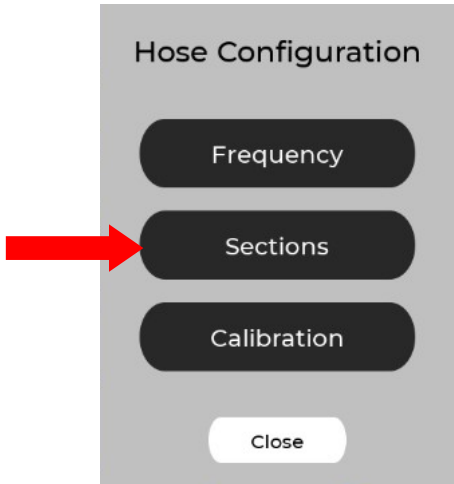 Hose Configuration
Frequency
Sections
Calibration
Close